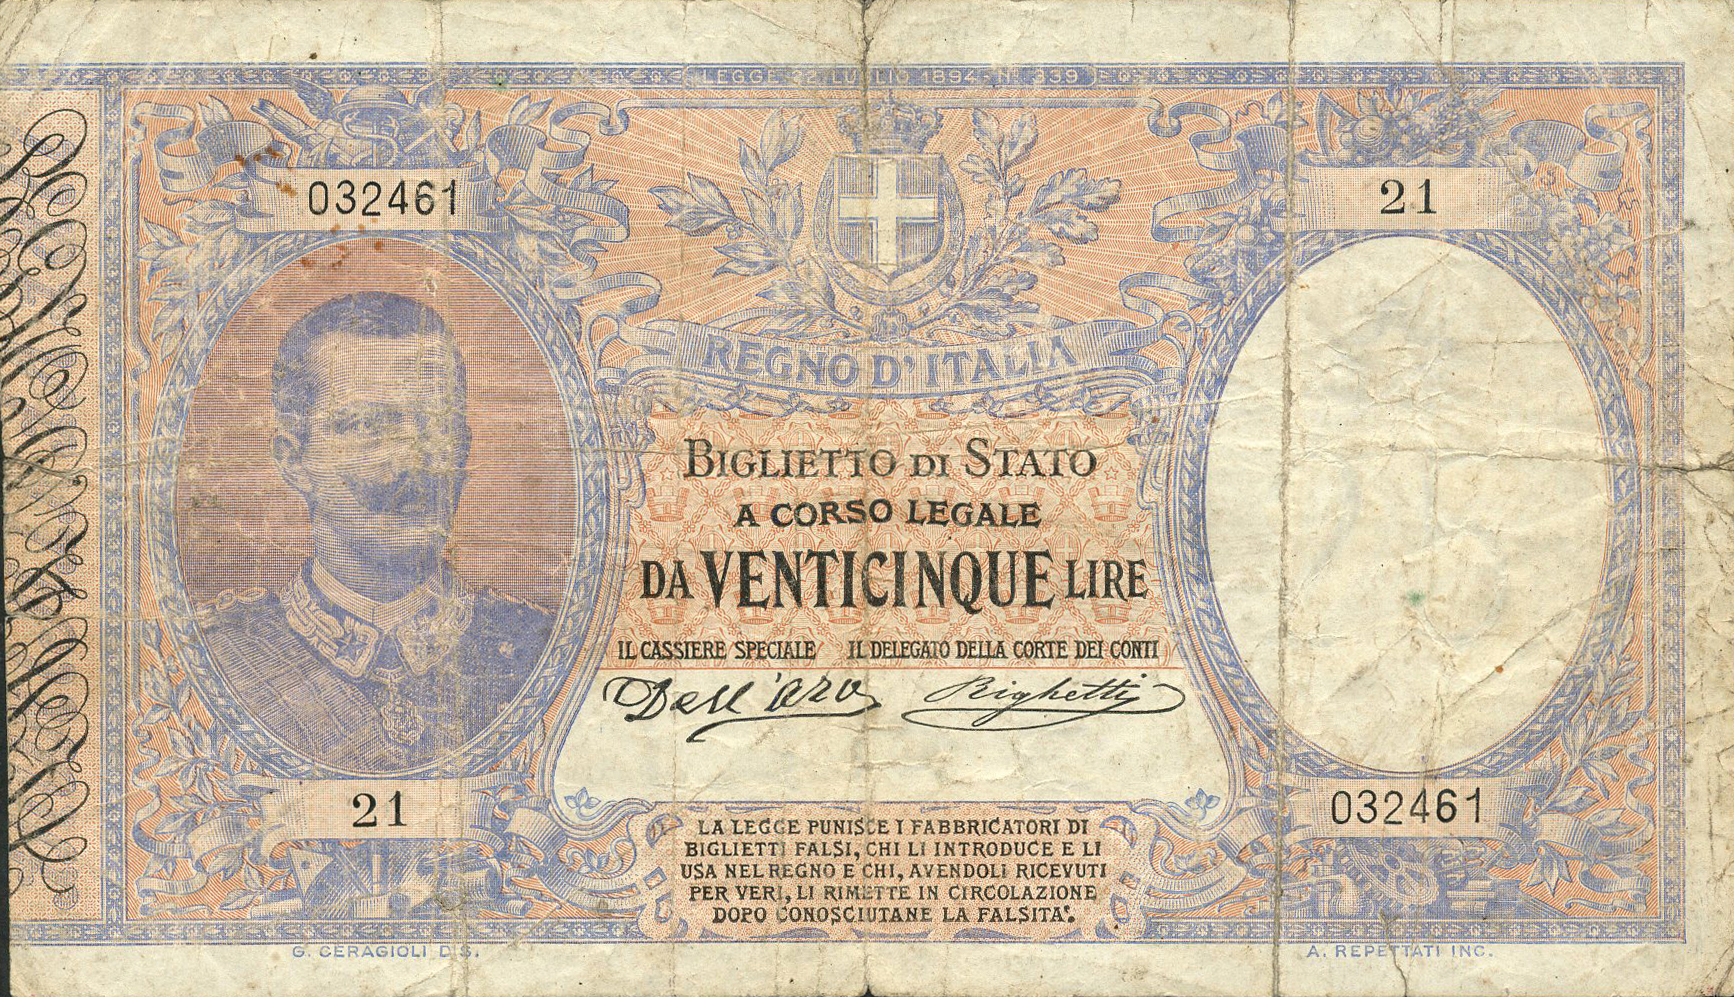 LEGGE 22 LUGLIO 1894-N. 339
032461
21
REGNO D'ITALIA
BIGLIETTO DI STATO
A CORSO LEGALE
DA VENTICINQUE LIRE
IL CASSIERE SPECIALE IL DELEGATO DELLA CORTE DEI CONTI
Dell'Ara Righetti
21
032461
LA LEGGE PUNISCE I FABBRICATORI DI
BIGLIETTI FALSI, CHI LI INTRODUCE E LI
USA NEL REGNO E CHI, AVENDOLI RICEVUTI
PER VERI, LI RIMETTE IN CIRCOLAZIONE
DOPO CONOSCIUTANE LA FALSITA'.
G. CERAGIOLI DIS.
A. REPETTATI INC.